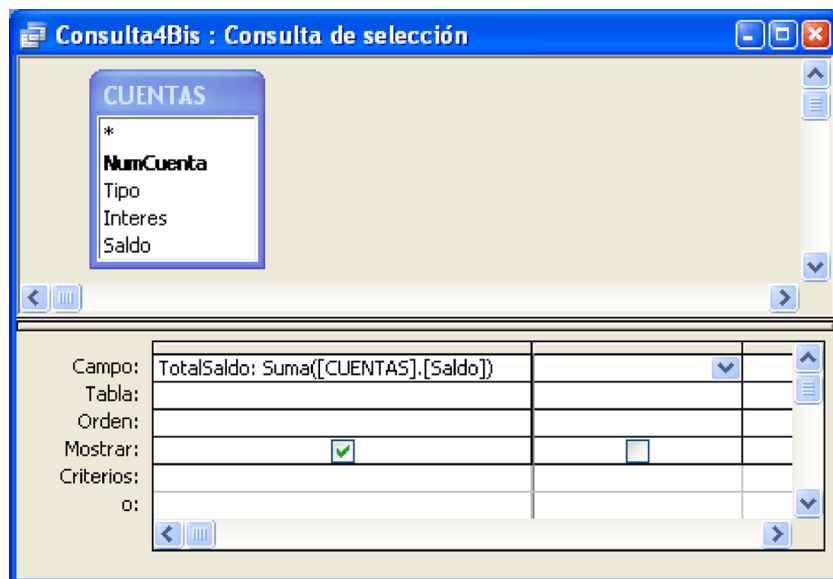 Consulta4Bis : Consulta de selección
CUENTAS
*
NumCuenta
Tipo
Interes
Saldo
Campo: TotalSaldo: Suma([CUENTAS].[Saldo])
Tabla:
Orden:
Mostrar:
Criterios:
o: